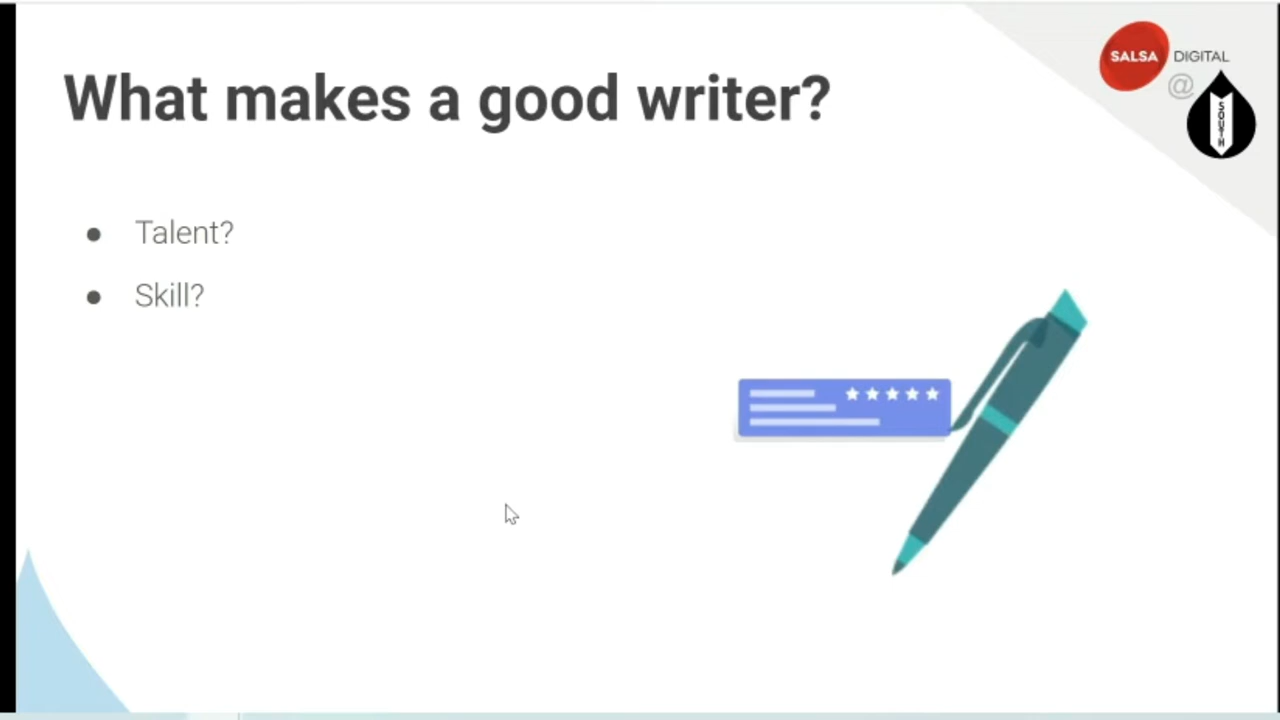 What makes a good writer?
SALSA DIGITAL
@
SOUTH
● Talent?
● Skill?